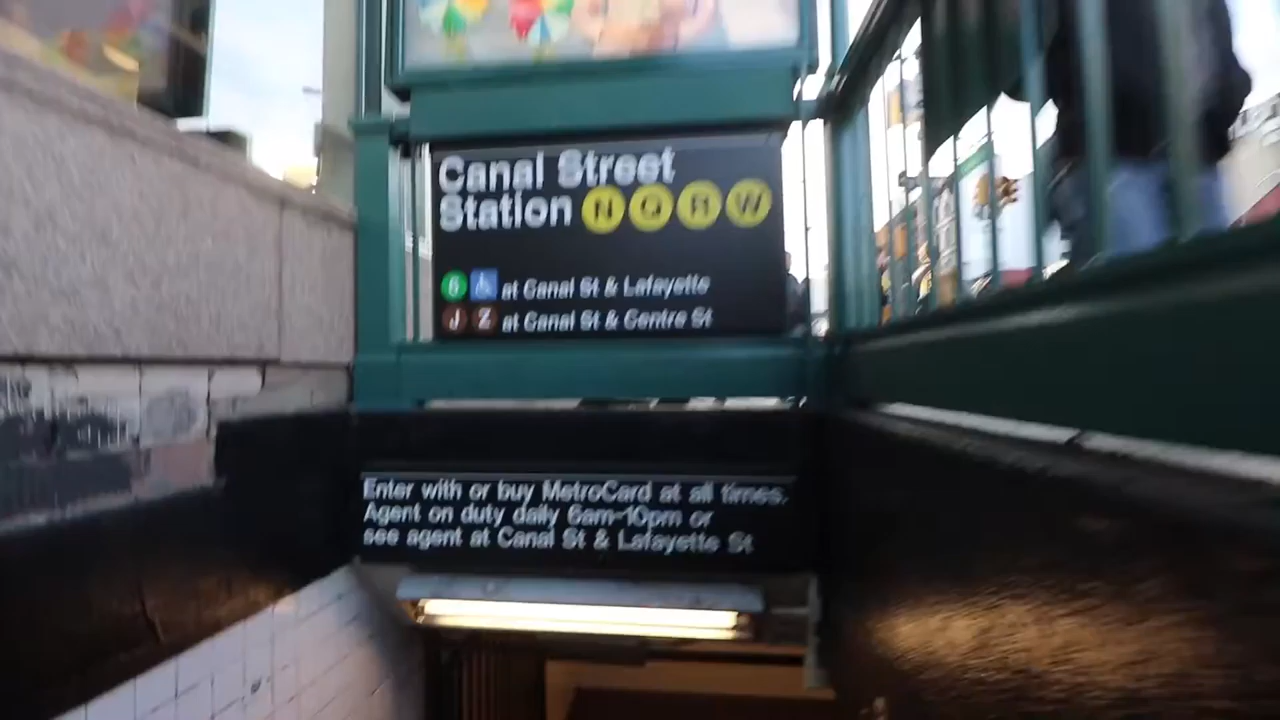 Canal Street
Station N Q R W
6 at Canal St & Lafayette
J Z at Canal St & Centre St
Enter with or buy MetroCard at all times.
Agent on duty daily 6am-10pm or
see agent at Canal St & Lafayette St